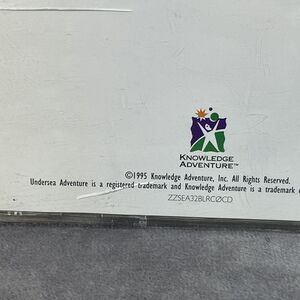 KNOWLEDGE
ADVENTURE™
©1995 Knowledge Adventure, Inc. All Rights Reserved.
Undersea Adventure is a registered trademark and Knowledge Adventure is a trademark
ZZSEA32BLRCØCD